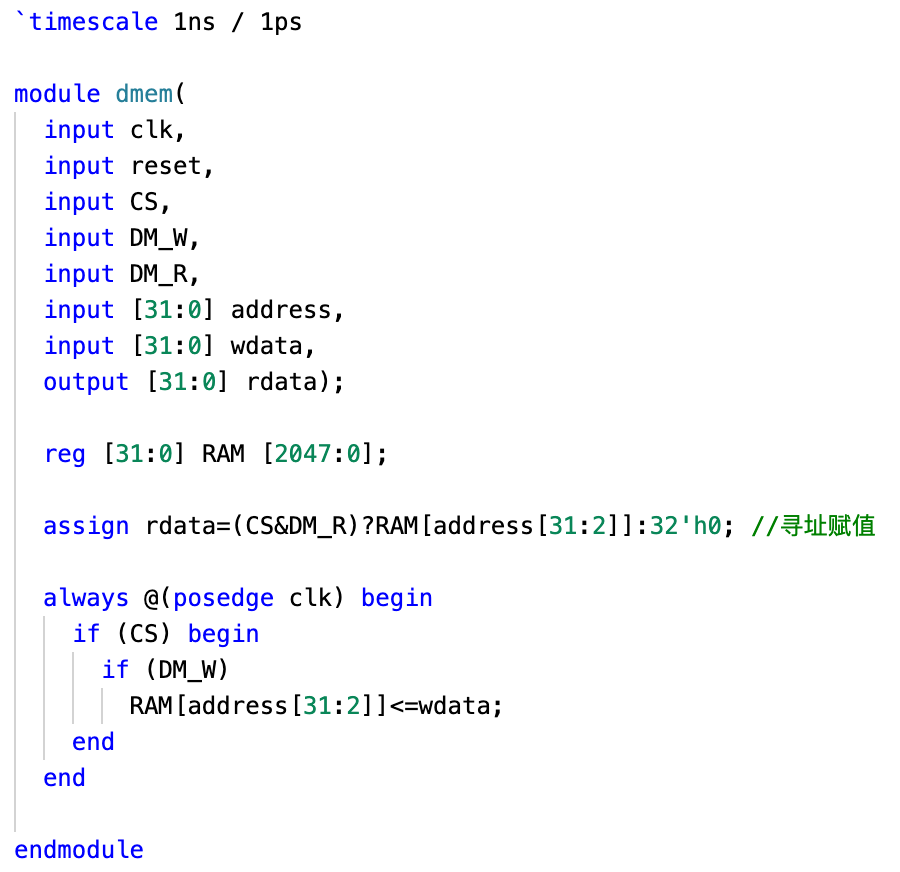 `timescale 1ns / 1ps
module dmem(
input clk,
input reset,
input CS,
input DM_W,
input DM_R,
input [31:0] address,
input [31:0] wdata,
output [31:0] rdata);
reg [31:0] RAM [2047:0];
assign rdata=(CS&DM_R)?RAM[address[31:2]]:32'h0; //寻址赋值
always @(posedge clk) begin
if (CS) begin
if (DM_W)
RAM[address[31:2]]<=wdata;
end
end
endmodule